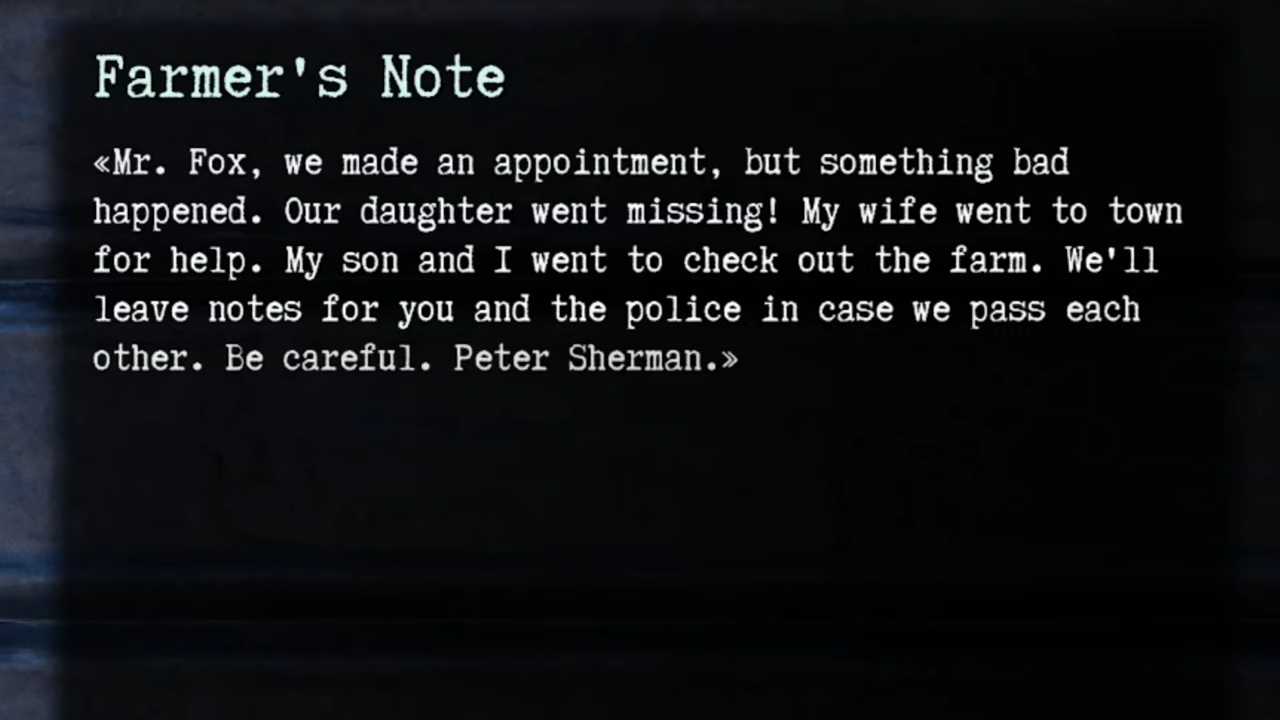 Farmer's Note
«Mr. Fox, we made an appointment, but something bad
happened. Our daughter went missing! My wife went to town
for help. My son and I went to check out the farm. We'll
leave notes for you and the police in case we pass each
other. Be careful. Peter Sherman.»